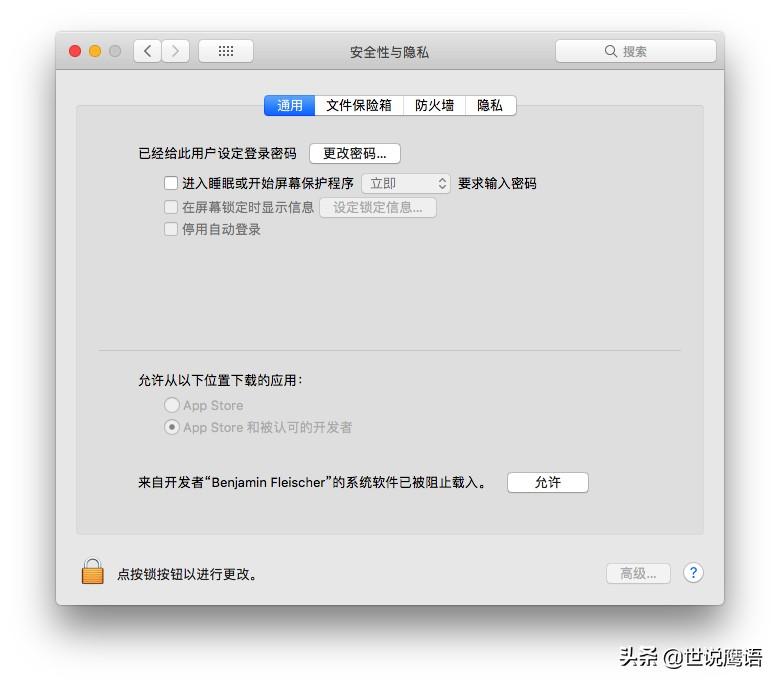 安全性与隐私
搜索
通用 文件保险箱 防火墙 隐私
已经给此用户设定登录密码 更改密码...
进入睡眠或开始屏幕保护程序 立即 要求输入密码
在屏幕锁定时显示信息 设定锁定信息...
停用自动登录
允许从以下位置下载的应用：
App Store
App Store 和被认可的开发者
来自开发者“Benjamin Fleischer”的系统软件已被阻止载入。 允许
点按锁按钮以进行更改。 高级... ?
头条 @世说鹰语